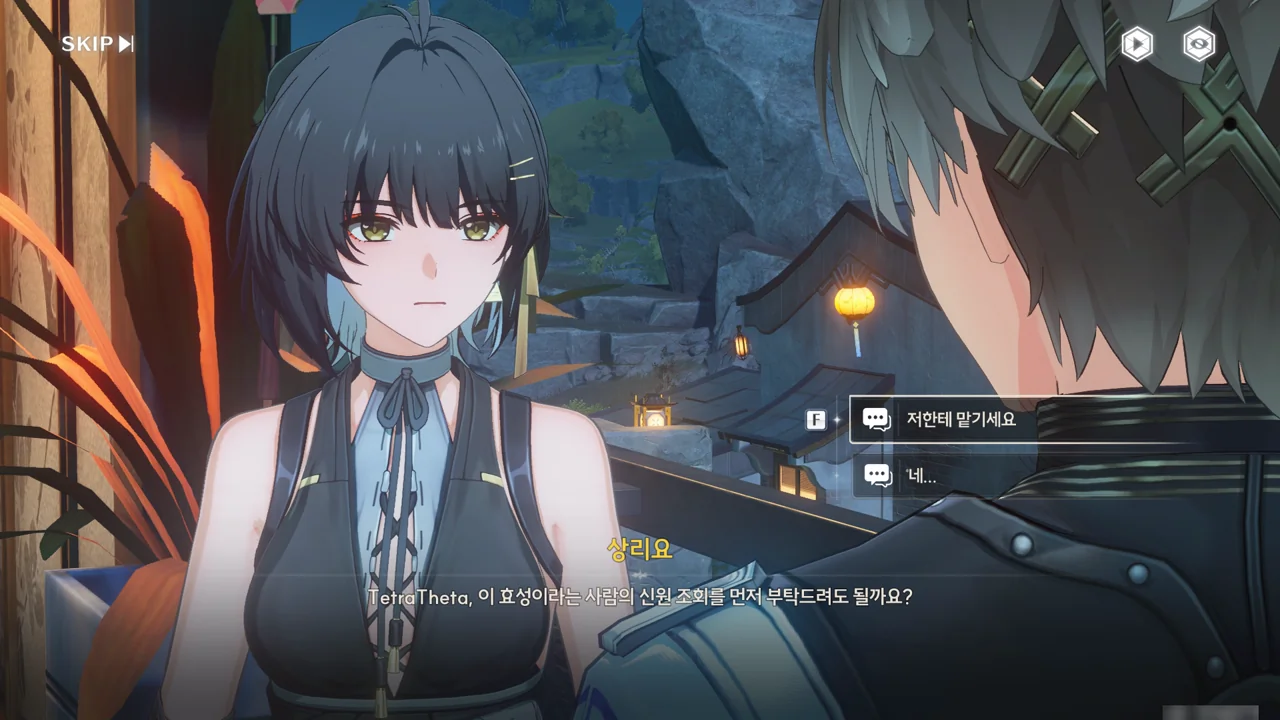 SKIP
F
저한테 맡기세요
'네...
상리요
TetraTheta, 이 효성이라는 사람의 신원 조회를 먼저 부탁드려도 될까요?